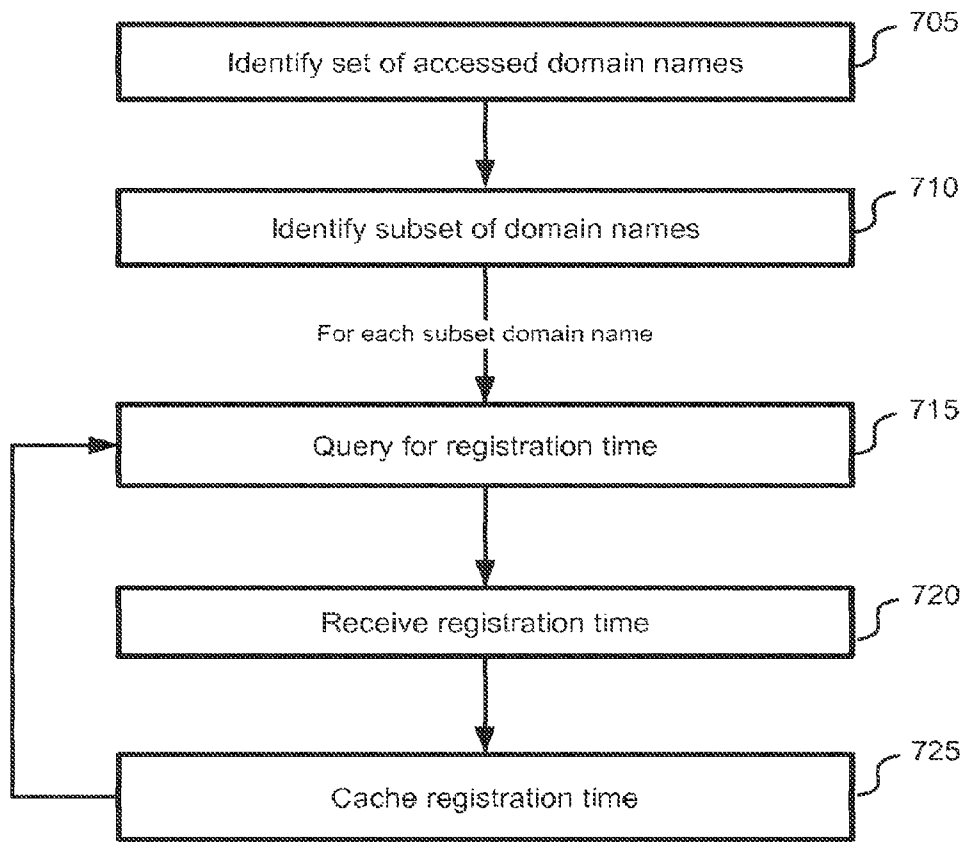 705
Identify set of accessed domain names
710
Identify subset of domain names
For each subset domain name
715
Query for registration time
720
Receive registration time
725
Cache registration time